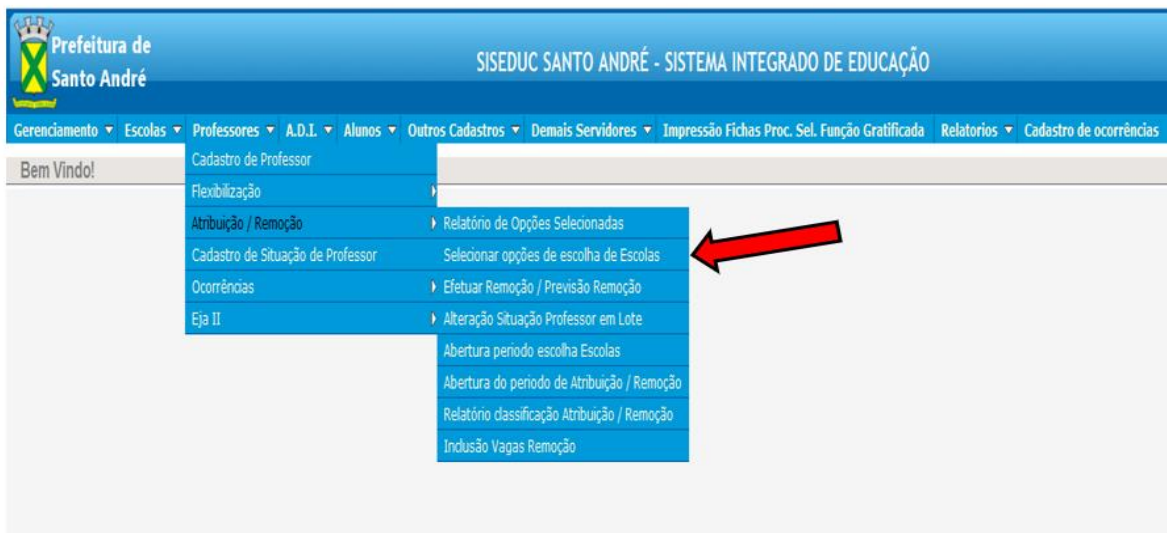 Prefeitura de
Santo André
SISEDUC SANTO ANDRÉ - SISTEMA INTEGRADO DE EDUCAÇÃO
Gerenciamento Escolas Professores A.D.I. Alunos Outros Cadastros Demais Servidores Impressão Fichas Proc. Sel. Função Gratificada Relatorios Cadastro de ocorrências
Bem Vindo!
Cadastro de Professor
Flexibilização
Atribuição / Remoção
Cadastro de Situação de Professor
Ocorrências
Eja II
Relatório de Opções Selecionadas
Selecionar opções de escolha de Escolas
Efetuar Remoção / Previsão Remoção
Alteração Situação Professor em Lote
Abertura periodo escolha Escolas
Abertura do periodo de Atribuição / Remoção
Relatório classificação Atribuição / Remoção
Inclusão Vagas Remoção